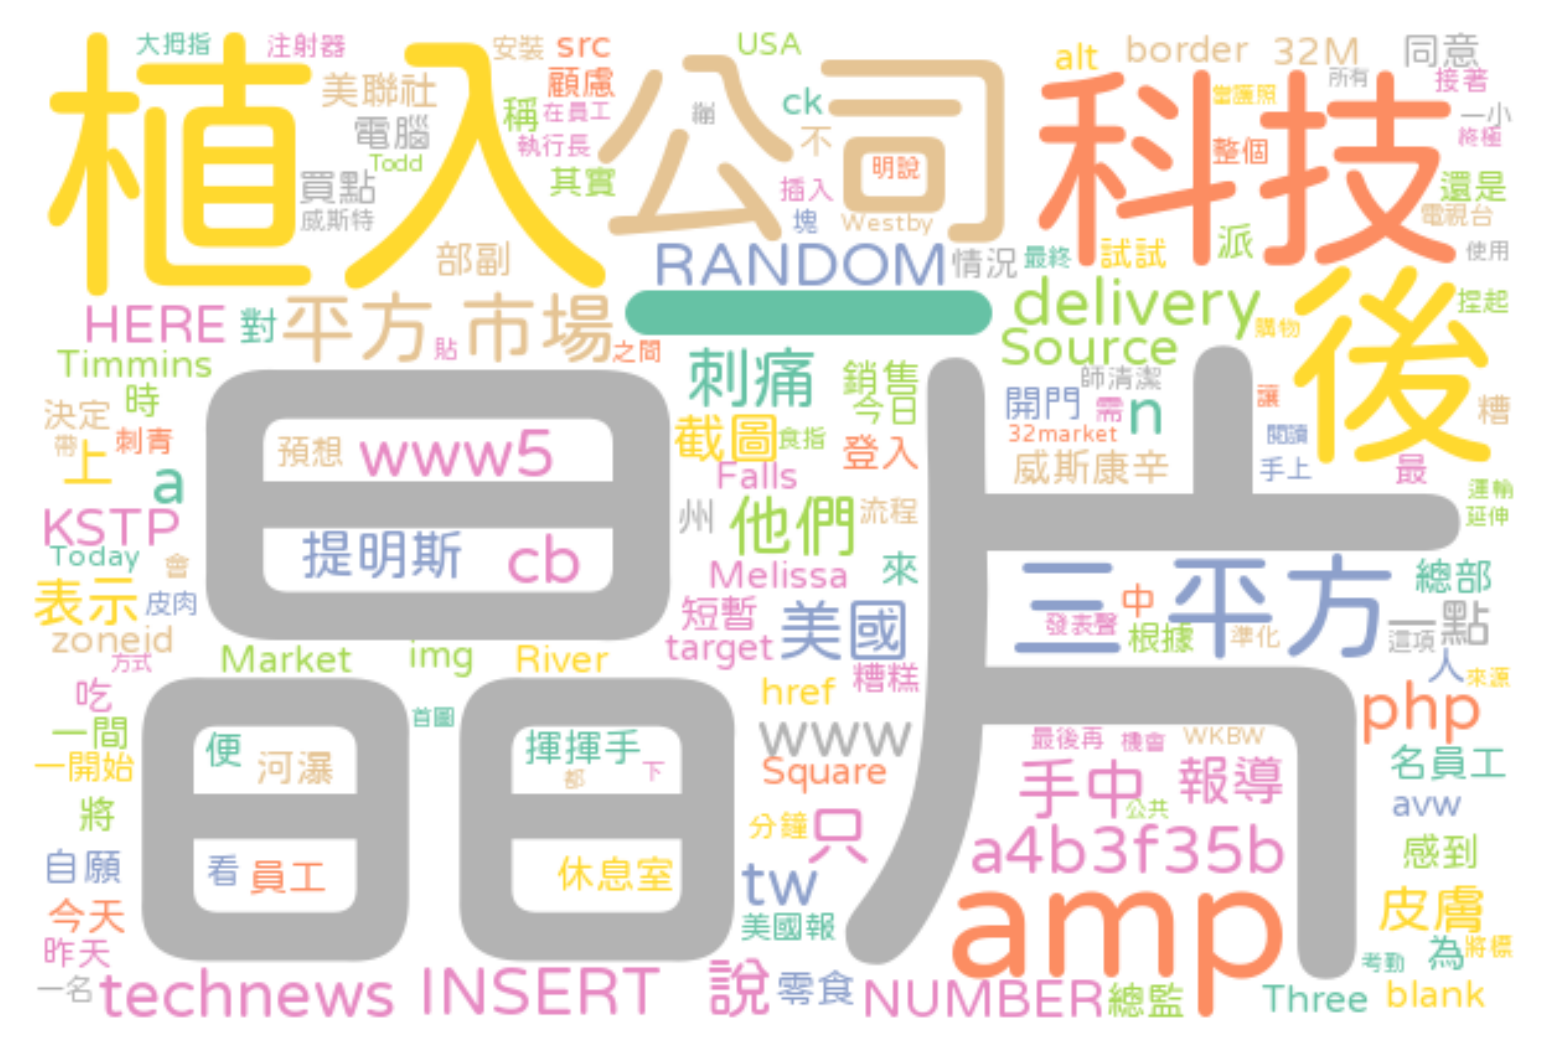 大拇指 注射器 安裝 src USA alt border 32M 同意
植入 公司 科技
美聯社 顧慮 ck 所有 接著
電腦 稱 在員工 不 當護照 一小
Todd 執行長 明說 整個 終極
買點 其實 插入 還是
威斯特 塊 Westby 電視台
部副 RANDOM 情況 最終 試試 派 使用
HERE 對 平方 市場 一 delivery 後 捏起
貼 之間 Source 購物
Timmins 刺痛 銷售 師清潔
決定 時 今日 開門 需 n 讓 糟
帶 上 刺青 預想 www5 截圖 食指 登入 32market 閱讀
a Falls 威斯康辛 手上 最
晶片
KSTP 州 他們 流程 運輸
Today 會 提明斯 cb Melissa 來 延伸
表示 皮肉 短暫 美國 三平方 中 總部
zoneid target 發表聲 根據 準化 這項 一點
方式 Market img River 糟糕 人 來源
吃 首圖 href php
一間 便 河瀑 揮揮手 www 最後再 機會 WKBW
一開始 都 下 Square 手中 報導 名員工
將 分鐘 只 公共 avw
自願 看 員工 休息室 tw a4b3f35b 感到
今天 美國報 amp 皮膚
昨天 考勤 為 將標
一名 technews INSERT 說 零食 NUMBER 總監 Three blank